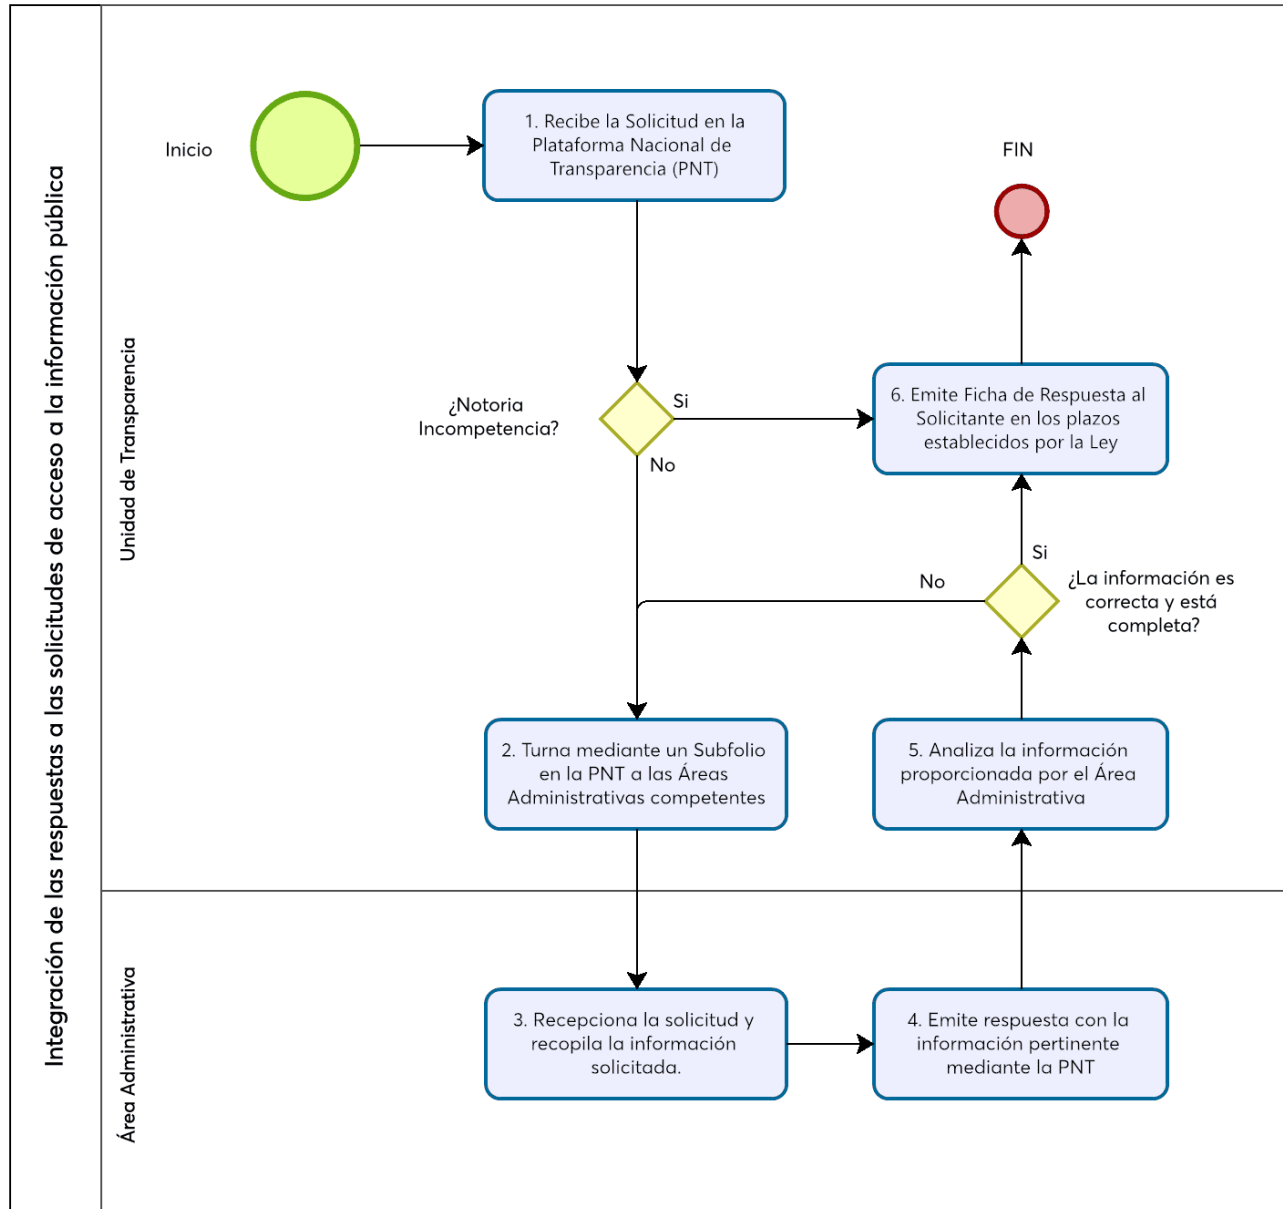 Integración de las respuestas a las solicitudes de acceso a la información pública
Unidad de Transparencia
Inicio
1. Recibe la Solicitud en la
Plataforma Nacional de
Transparencia (PNT)
FIN
¿Notoria
Incompetencia?
Si
No
6. Emite Ficha de Respuesta al
Solicitante en los plazos
establecidos por la Ley
Si
No
¿La información es
correcta y está
completa?
2. Turna mediante un Subfolio
en la PNT a las Áreas
Administrativas competentes
5. Analiza la información
proporcionada por el Área
Administrativa
Área Administrativa
3. Recepciona la solicitud y
recopila la información
solicitada.
4. Emite respuesta con la
información pertinente
mediante la PNT